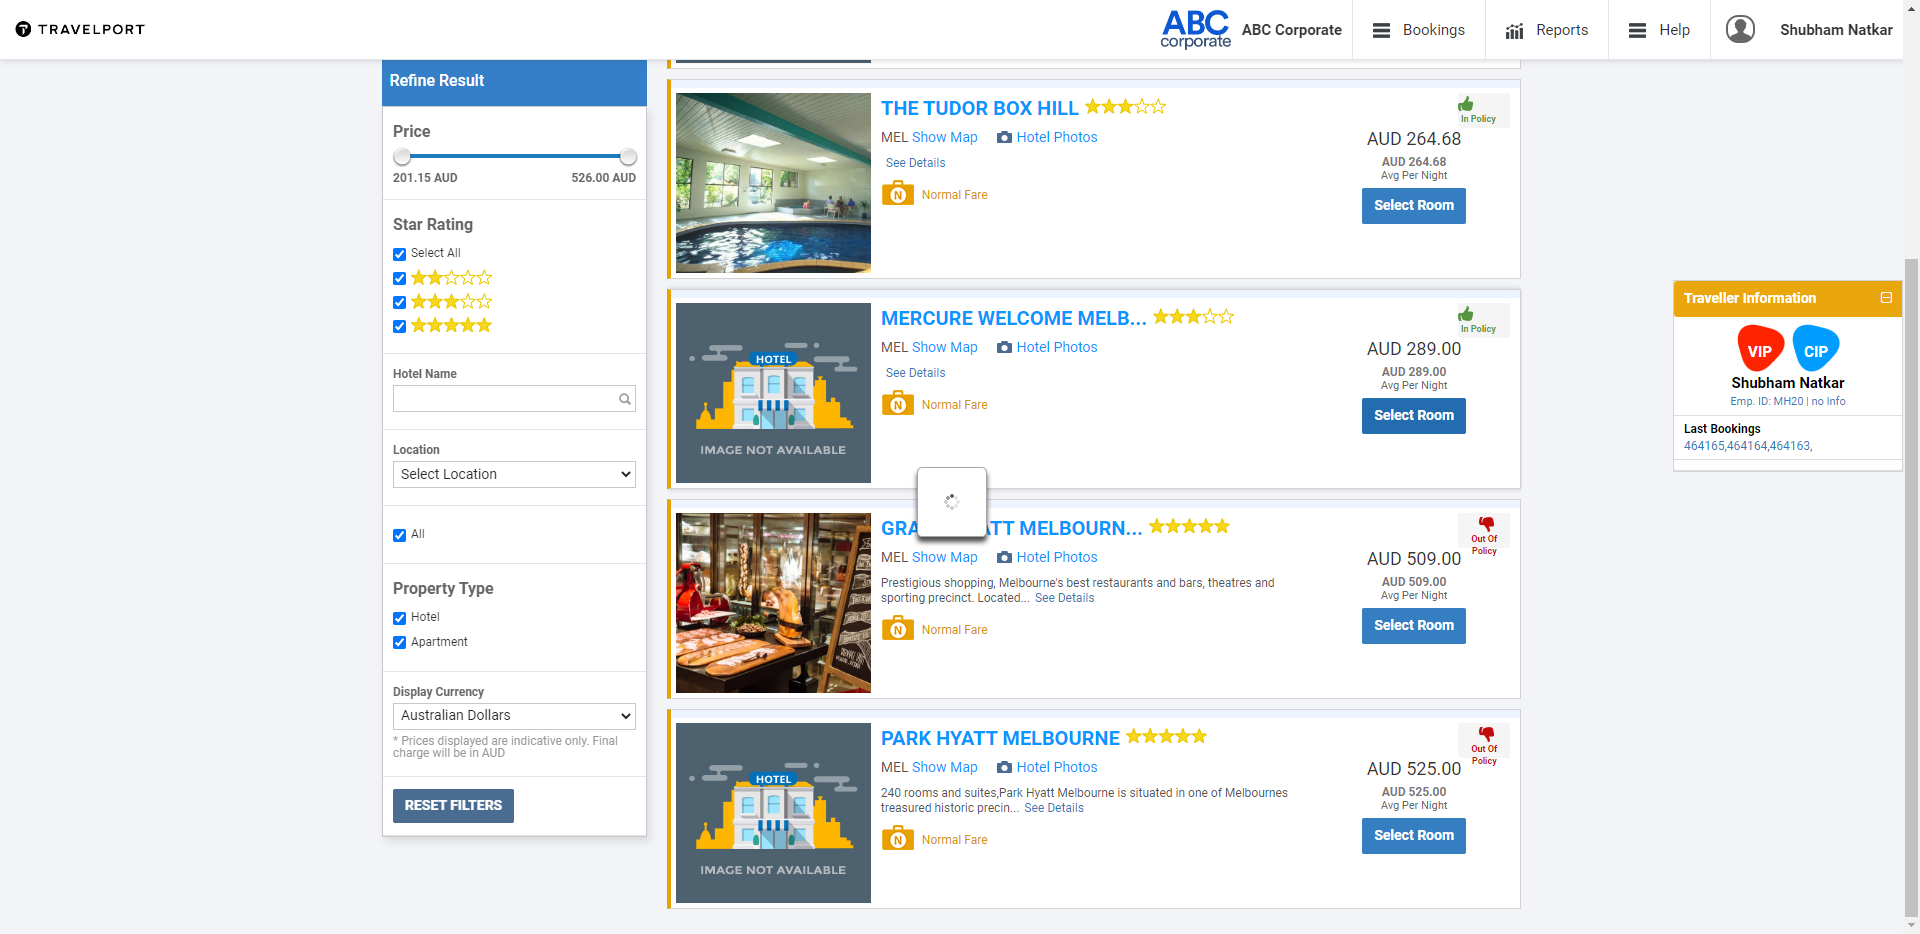 TRAVELPORT
ABC
corporate
ABC Corporate
Bookings
Reports
Help
Shubham Natkar
Refine Result
Price
201.15 AUD
526.00 AUD
Star Rating
Select All
Hotel Name
Location
Select Location
All
Property Type
Hotel
Apartment
Display Currency
Australian Dollars
* Prices displayed are indicative only. Final
charge will be in AUD
RESET FILTERS
THE TUDOR BOX HILL
MEL Show Map Hotel Photos
See Details
N Normal Fare
In Policy
AUD 264.68
AUD 264.68
Avg Per Night
Select Room
HOTEL
IMAGE NOT AVAILABLE
MERCURE WELCOME MELB...
MEL Show Map Hotel Photos
See Details
N Normal Fare
In Policy
AUD 289.00
AUD 289.00
Avg Per Night
Select Room
MELBOURN...
MEL Show Map Hotel Photos
Prestigious shopping, Melbourne's best restaurants and bars, theatres and
sporting precinct. Located... See Details
N Normal Fare
Out Of
Policy
AUD 509.00
AUD 509.00
Avg Per Night
Select Room
HOTEL
IMAGE NOT AVAILABLE
PARK HYATT MELBOURNE
MEL Show Map Hotel Photos
240 rooms and suites,Park Hyatt Melbourne is situated in one of Melbournes
treasured historic precin... See Details
N Normal Fare
Out Of
Policy
AUD 525.00
AUD 525.00
Avg Per Night
Select Room
Traveller Information
VIP
CIP
Shubham Natkar
Emp. ID: MH20 | no Info
Last Bookings
464165,464164,464163,